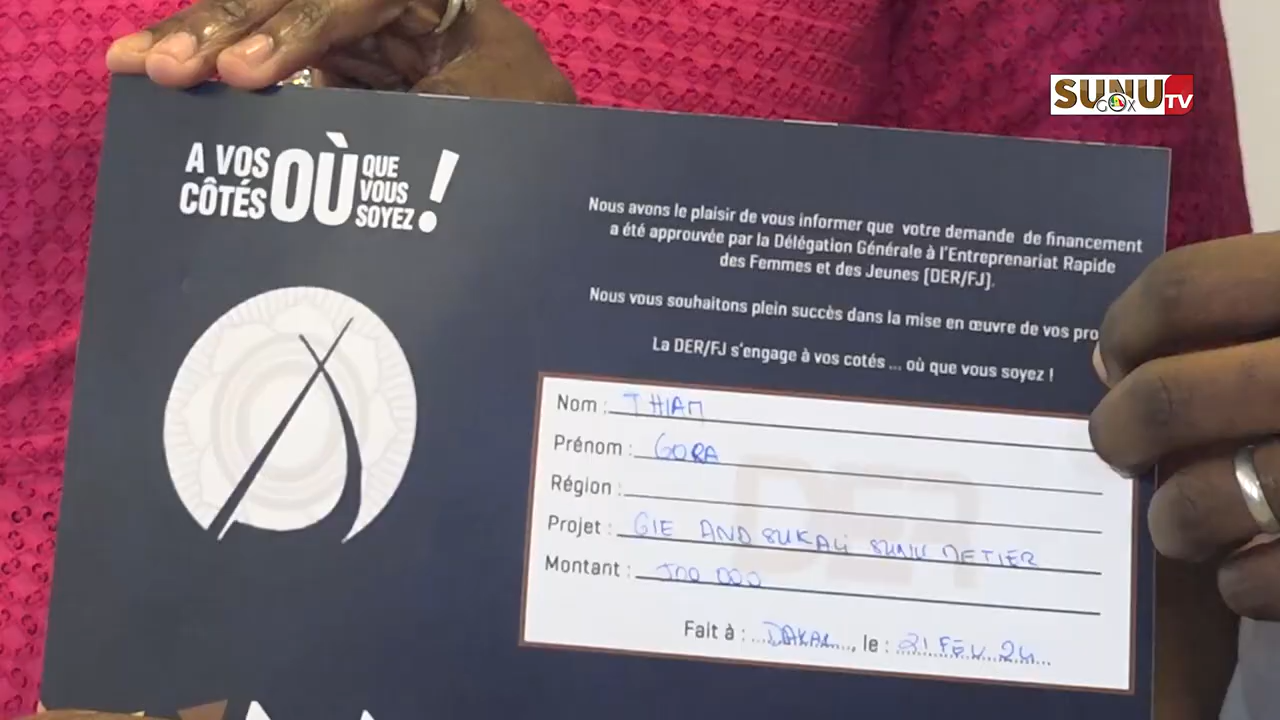 SUNU
GOX
TV
A VOS
CÔTÉS
OÙ
QUE
VOUS
SOYEZ
!
Nous avons le plaisir de vous informer que votre demande de financement
a été approuvée par la Délégation Générale à l'Entreprenariat Rapide
des Femmes et des Jeunes (DER/FJ).
Nous vous souhaitons plein succès dans la mise en œuvre de vos pro
La DER/FJ s'engage à vos cotés ... où que vous soyez !
Nom : THIAM
Prénom : GORA
Région :
Projet : GIE AND SUKALi SUNU METIER
Montant : 500 000
Fait à : DAKAR, le : 21 FEV 24